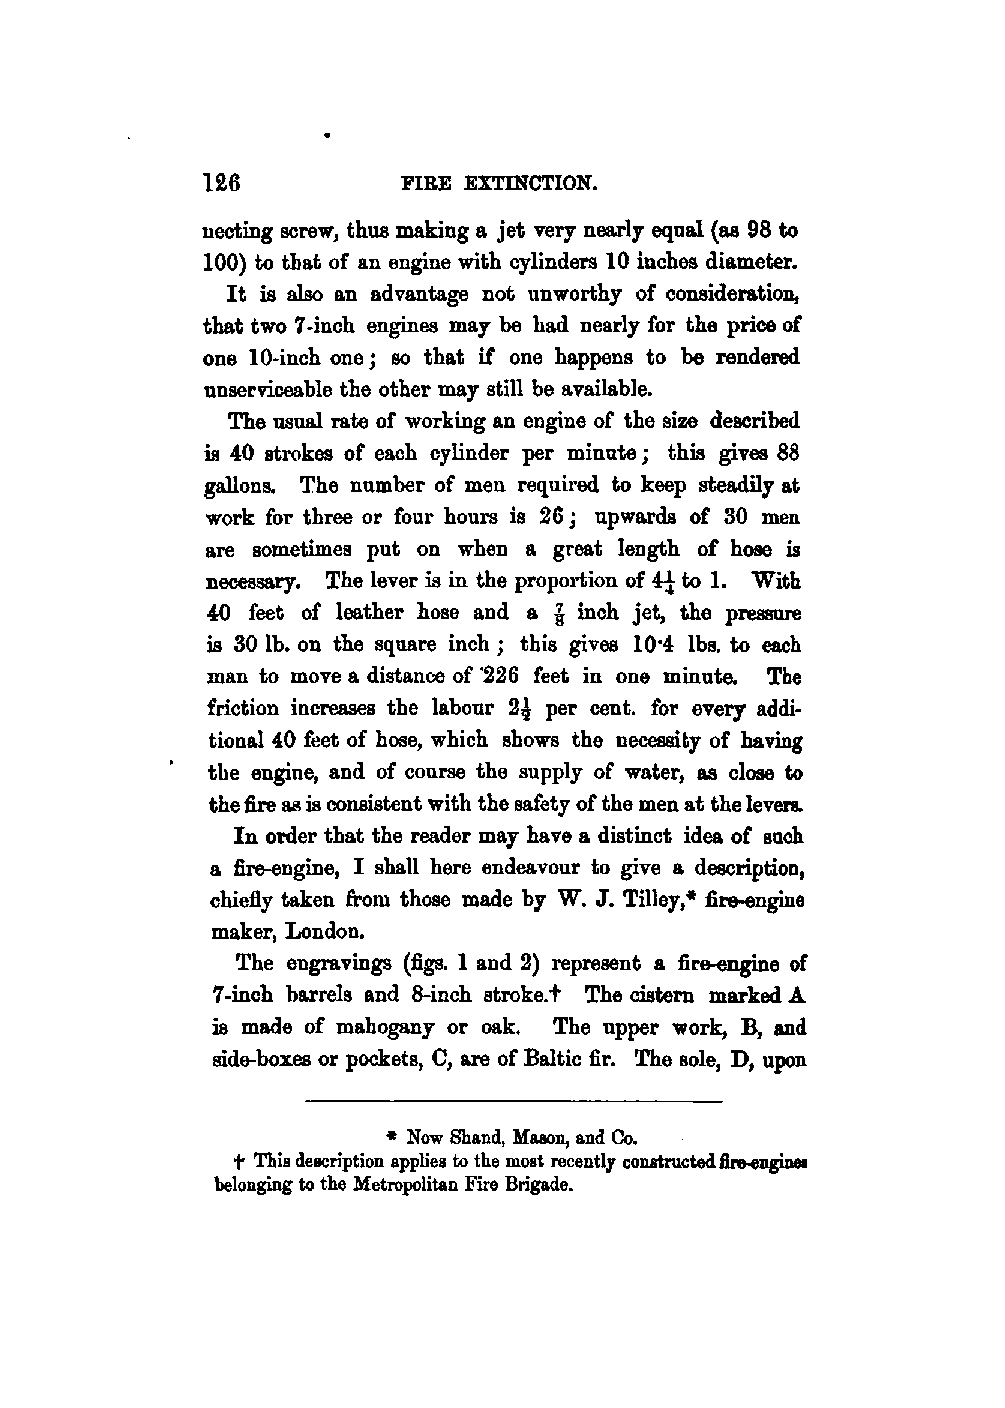 126 FIRE EXTINCTION.
necting screw, thus making a jet very nearly equal (as 98 to
100) to that of an engine with cylinders 10 inches diameter.
It is also an advantage not unworthy of consideration,
that two 7-inch engines may be had nearly for the price of
one 10-inch one; so that if one happens to be rendered
unserviceable the other may still be available.
The usual rate of working an engine of the size described
is 40 strokes of each cylinder per minute; this gives 88
gallons. The number of men required to keep steadily at
work for three or four hours is 26; upwards of 30 men
are sometimes put on when a great length of hose is
necessary. The lever is in the proportion of 4¼ to 1. With
40 feet of leather hose and a ⅞ inch jet, the pressure
is 30 lb. on the square inch; this gives 10·4 lbs. to each
man to move a distance of ·226 feet in one minute. The
friction increases the labour 2½ per cent. for every addi-
tional 40 feet of hose, which shows the necessity of having
the engine, and of course the supply of water, as close to
the fire as is consistent with the safety of the men at the levers.
In order that the reader may have a distinct idea of such
a fire-engine, I shall here endeavour to give a description,
chiefly taken from those made by W. J. Tilley,* fire-engine
maker, London.
The engravings (figs. 1 and 2) represent a fire-engine of
7-inch barrels and 8-inch stroke.† The cistern marked A
is made of mahogany or oak. The upper work, B, and
side-boxes or pockets, C, are of Baltic fir. The sole, D, upon
* Now Shand, Mason, and Co.
† This description applies to the most recently constructed fire-engines
belonging to the Metropolitan Fire Brigade.